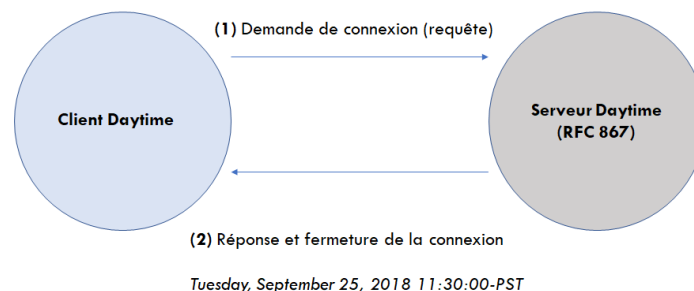 (1) Demande de connexion (requête)
Client Daytime
Serveur Daytime
(RFC 867)
(2) Réponse et fermeture de la connexion
Tuesday, September 25, 2018 11:30:00-PST